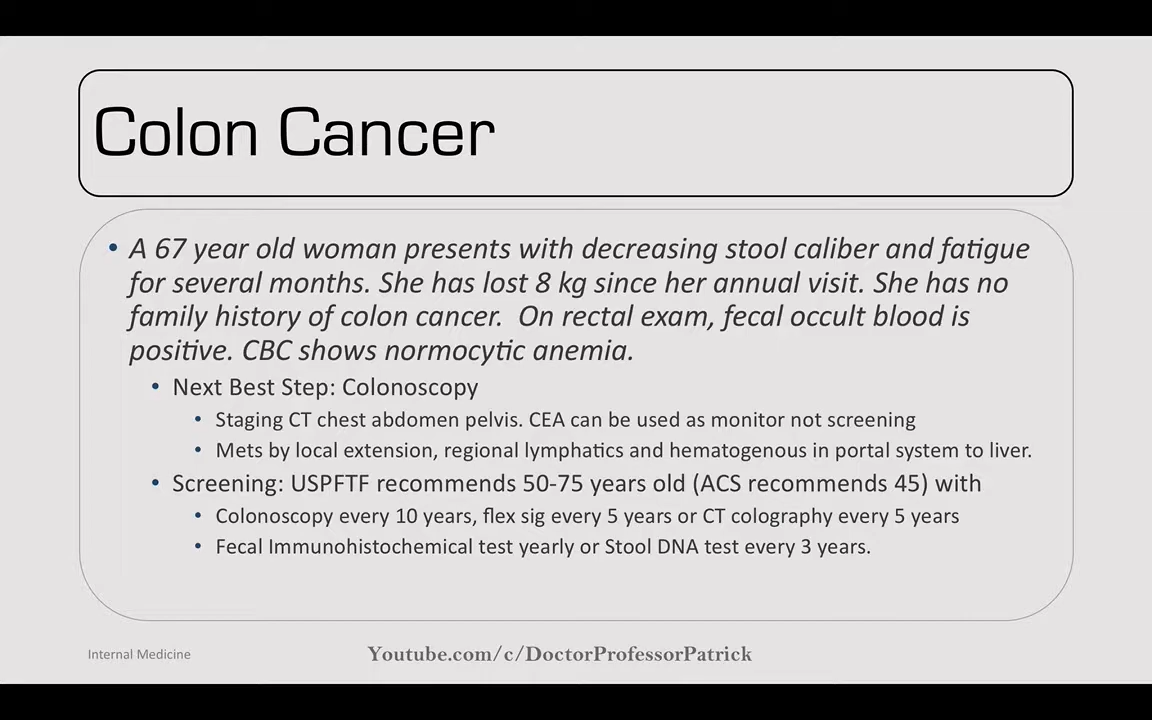 Colon Cancer
• A 67 year old woman presents with decreasing stool caliber and fatigue
for several months. She has lost 8 kg since her annual visit. She has no
family history of colon cancer.  On rectal exam, fecal occult blood is
positive. CBC shows normocytic anemia.
• Next Best Step: Colonoscopy
• Staging CT chest abdomen pelvis. CEA can be used as monitor not screening
• Mets by local extension, regional lymphatics and hematogenous in portal system to liver.
• Screening: USPFTF recommends 50-75 years old (ACS recommends 45) with
• Colonoscopy every 10 years, flex sig every 5 years or CT colography every 5 years
• Fecal Immunohistochemical test yearly or Stool DNA test every 3 years.
Internal Medicine
Youtube.com/c/DoctorProfessorPatrick